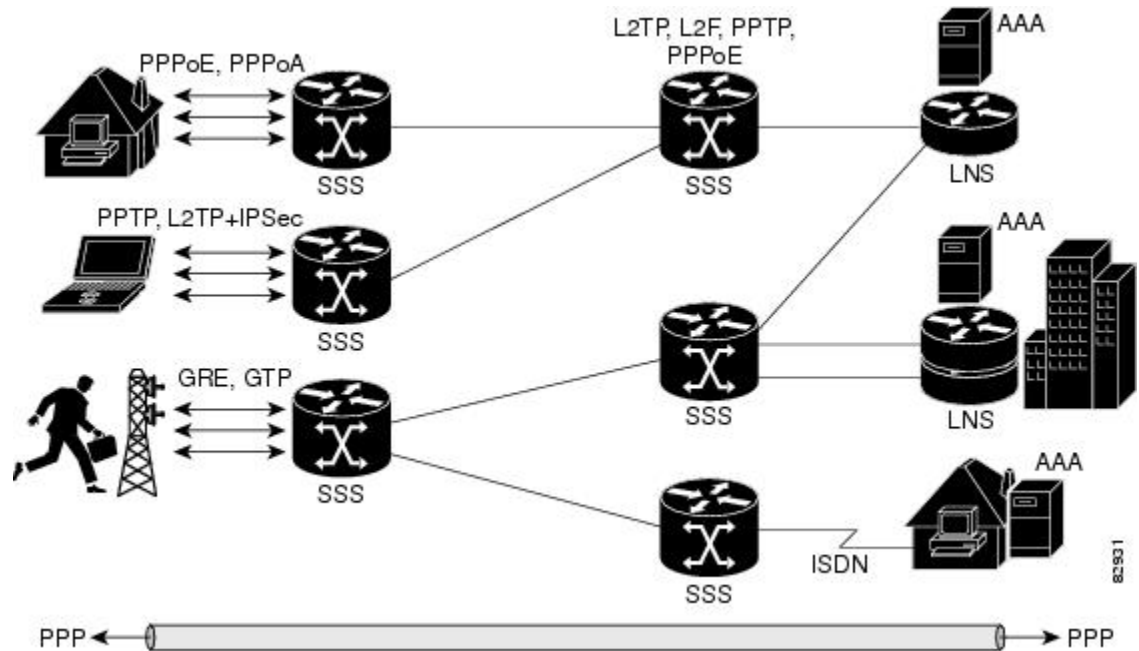 L2TP, L2F, PPTP,
PPPoE
AAA
PPPoE, PPPoA
SSS
SSS
LNS
PPTP, L2TP+IPSec
AAA
SSS
GRE, GTP
SSS
LNS
SSS
AAA
ISDN
SSS
82931
PPP
PPP